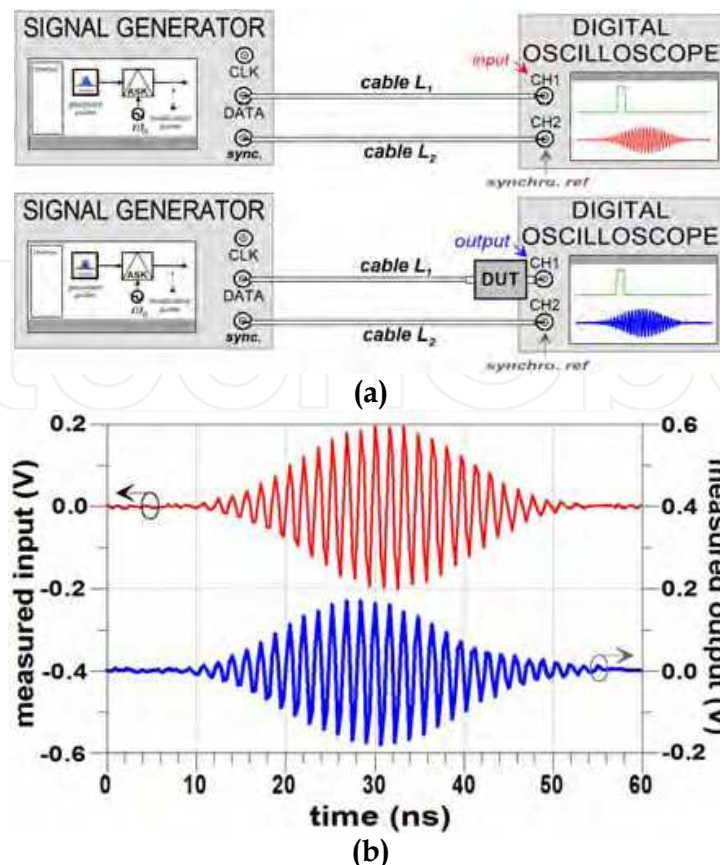 SIGNAL GENERATOR
DIGITAL OSCILLOSCOPE
CLK
DATA
sync.
ASK
cable L1
cable L2
input
CH1
CH2
synchro. ref
SIGNAL GENERATOR
DIGITAL OSCILLOSCOPE
CLK
DATA
sync.
ASK
cable L1
cable L2
output
DUT
CH1
CH2
synchro. ref
(a)
measured input (V)
0.2
0.0
-0.2
-0.4
-0.6
0.6
0.4
0.2
0.0
-0.2
measured output (V)
0 10 20 30 40 50 60
time (ns)
(b)